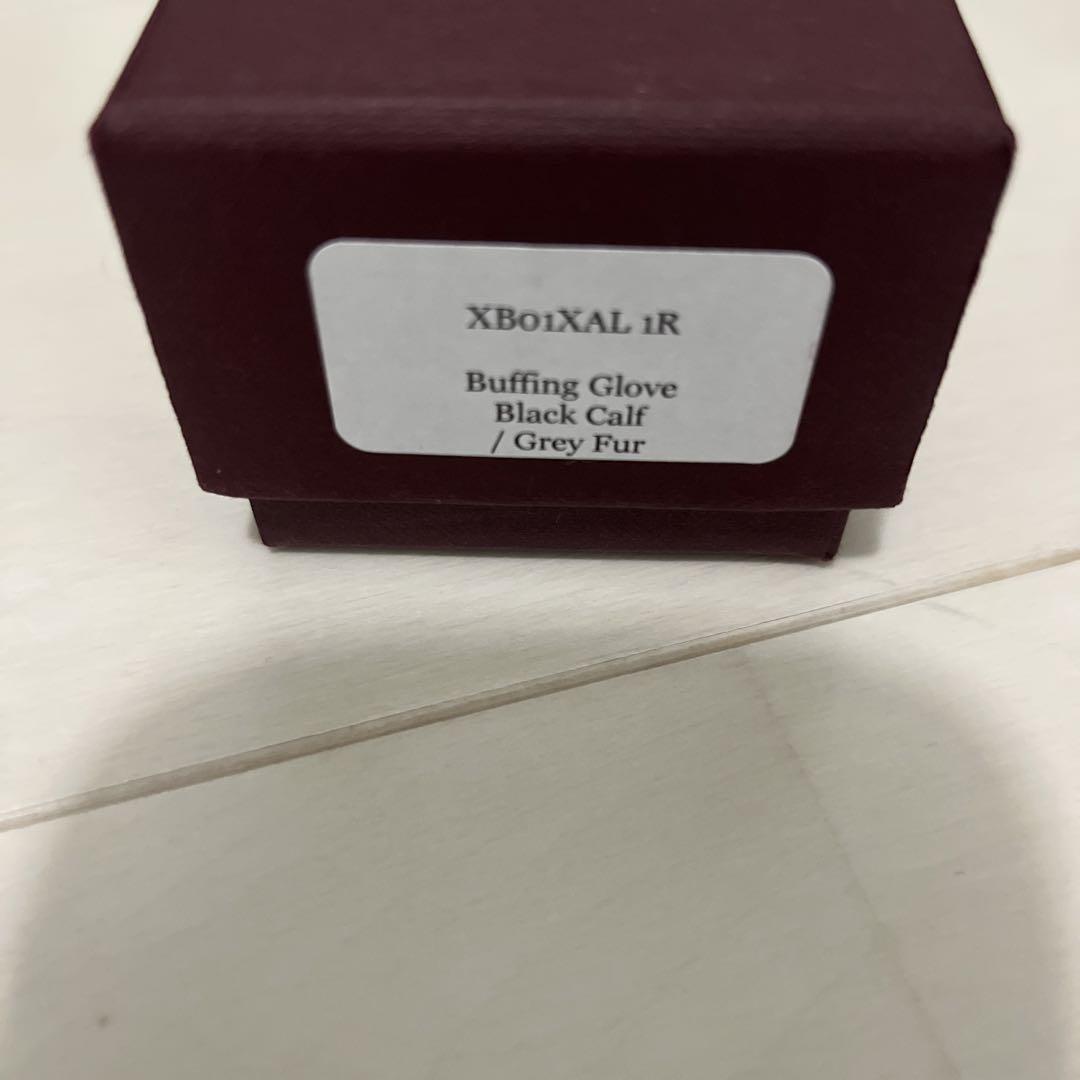 XB01XAL 1R
Buffing Glove
Black Calf
/ Grey Fur